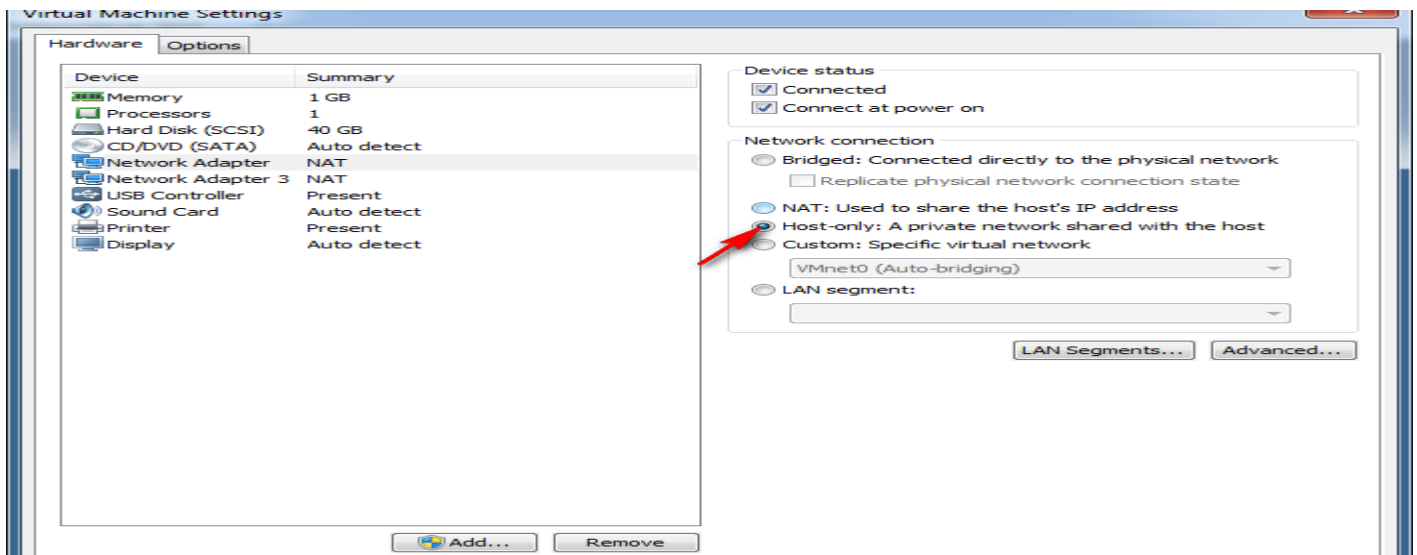 Virtual Machine Settings
Hardware
Options
Device Summary
Memory 1 GB
Processors 1
Hard Disk (SCSI) 40 GB
CD/DVD (SATA) Auto detect
Network Adapter NAT
Network Adapter 3 NAT
USB Controller Present
Sound Card Auto detect
Printer Present
Display Auto detect
Add...
Remove
Device status
Connected
Connect at power on
Network connection
Bridged: Connected directly to the physical network
Replicate physical network connection state
NAT: Used to share the host's IP address
Host-only: A private network shared with the host
Custom: Specific virtual network
VMnet0 (Auto-bridging)
LAN segment:
LAN Segments...
Advanced...